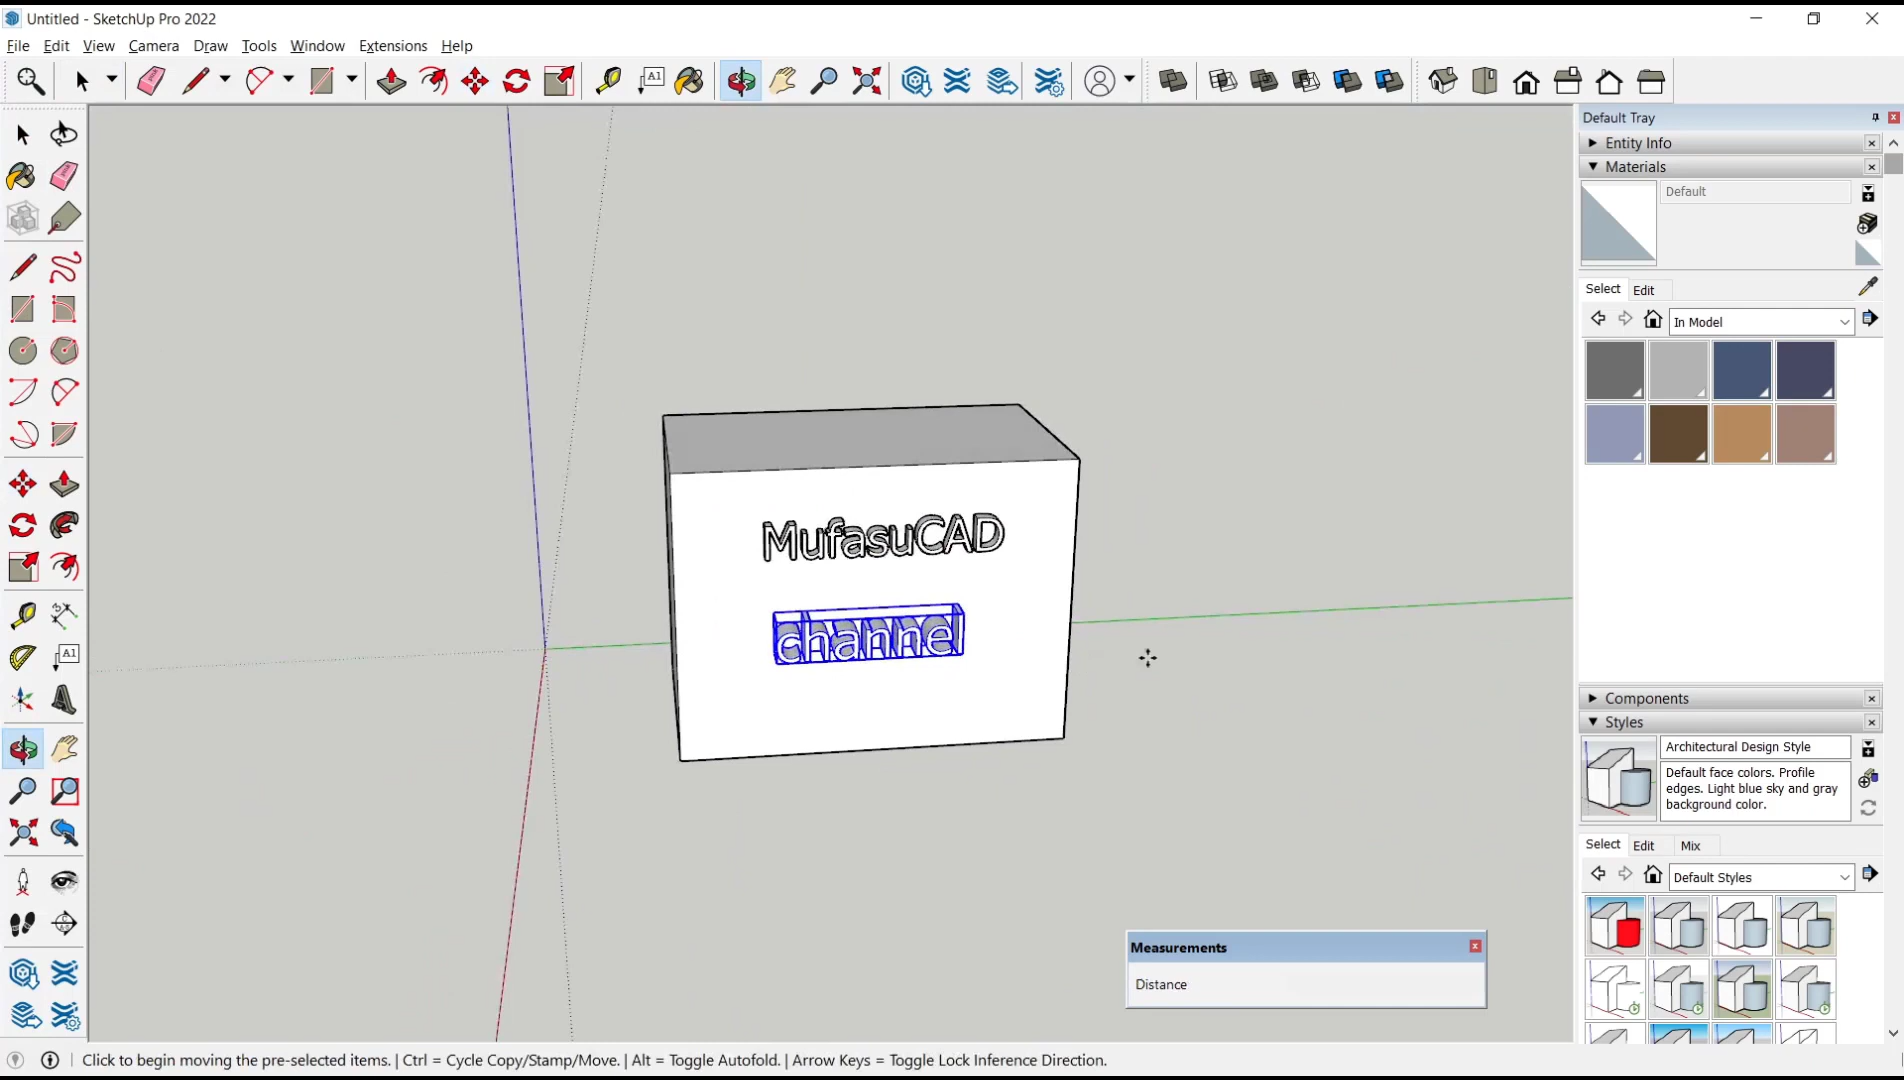 Untitled - SketchUp Pro 2022
File Edit View Camera Draw Tools Window Extensions Help
A1
Default Tray
Entity Info
Materials
Default
Select Edit
In Model
MufasuCAD
channel
A1
Components
Styles
Architectural Design Style
Default face colors. Profile
edges. Light blue sky and gray
background color.
Select Edit Mix
Default Styles
Measurements
Distance
Click to begin moving the pre-selected items. | Ctrl = Cycle Copy/Stamp/Move. | Alt = Toggle Autofold. | Arrow Keys = Toggle Lock Inference Direction.